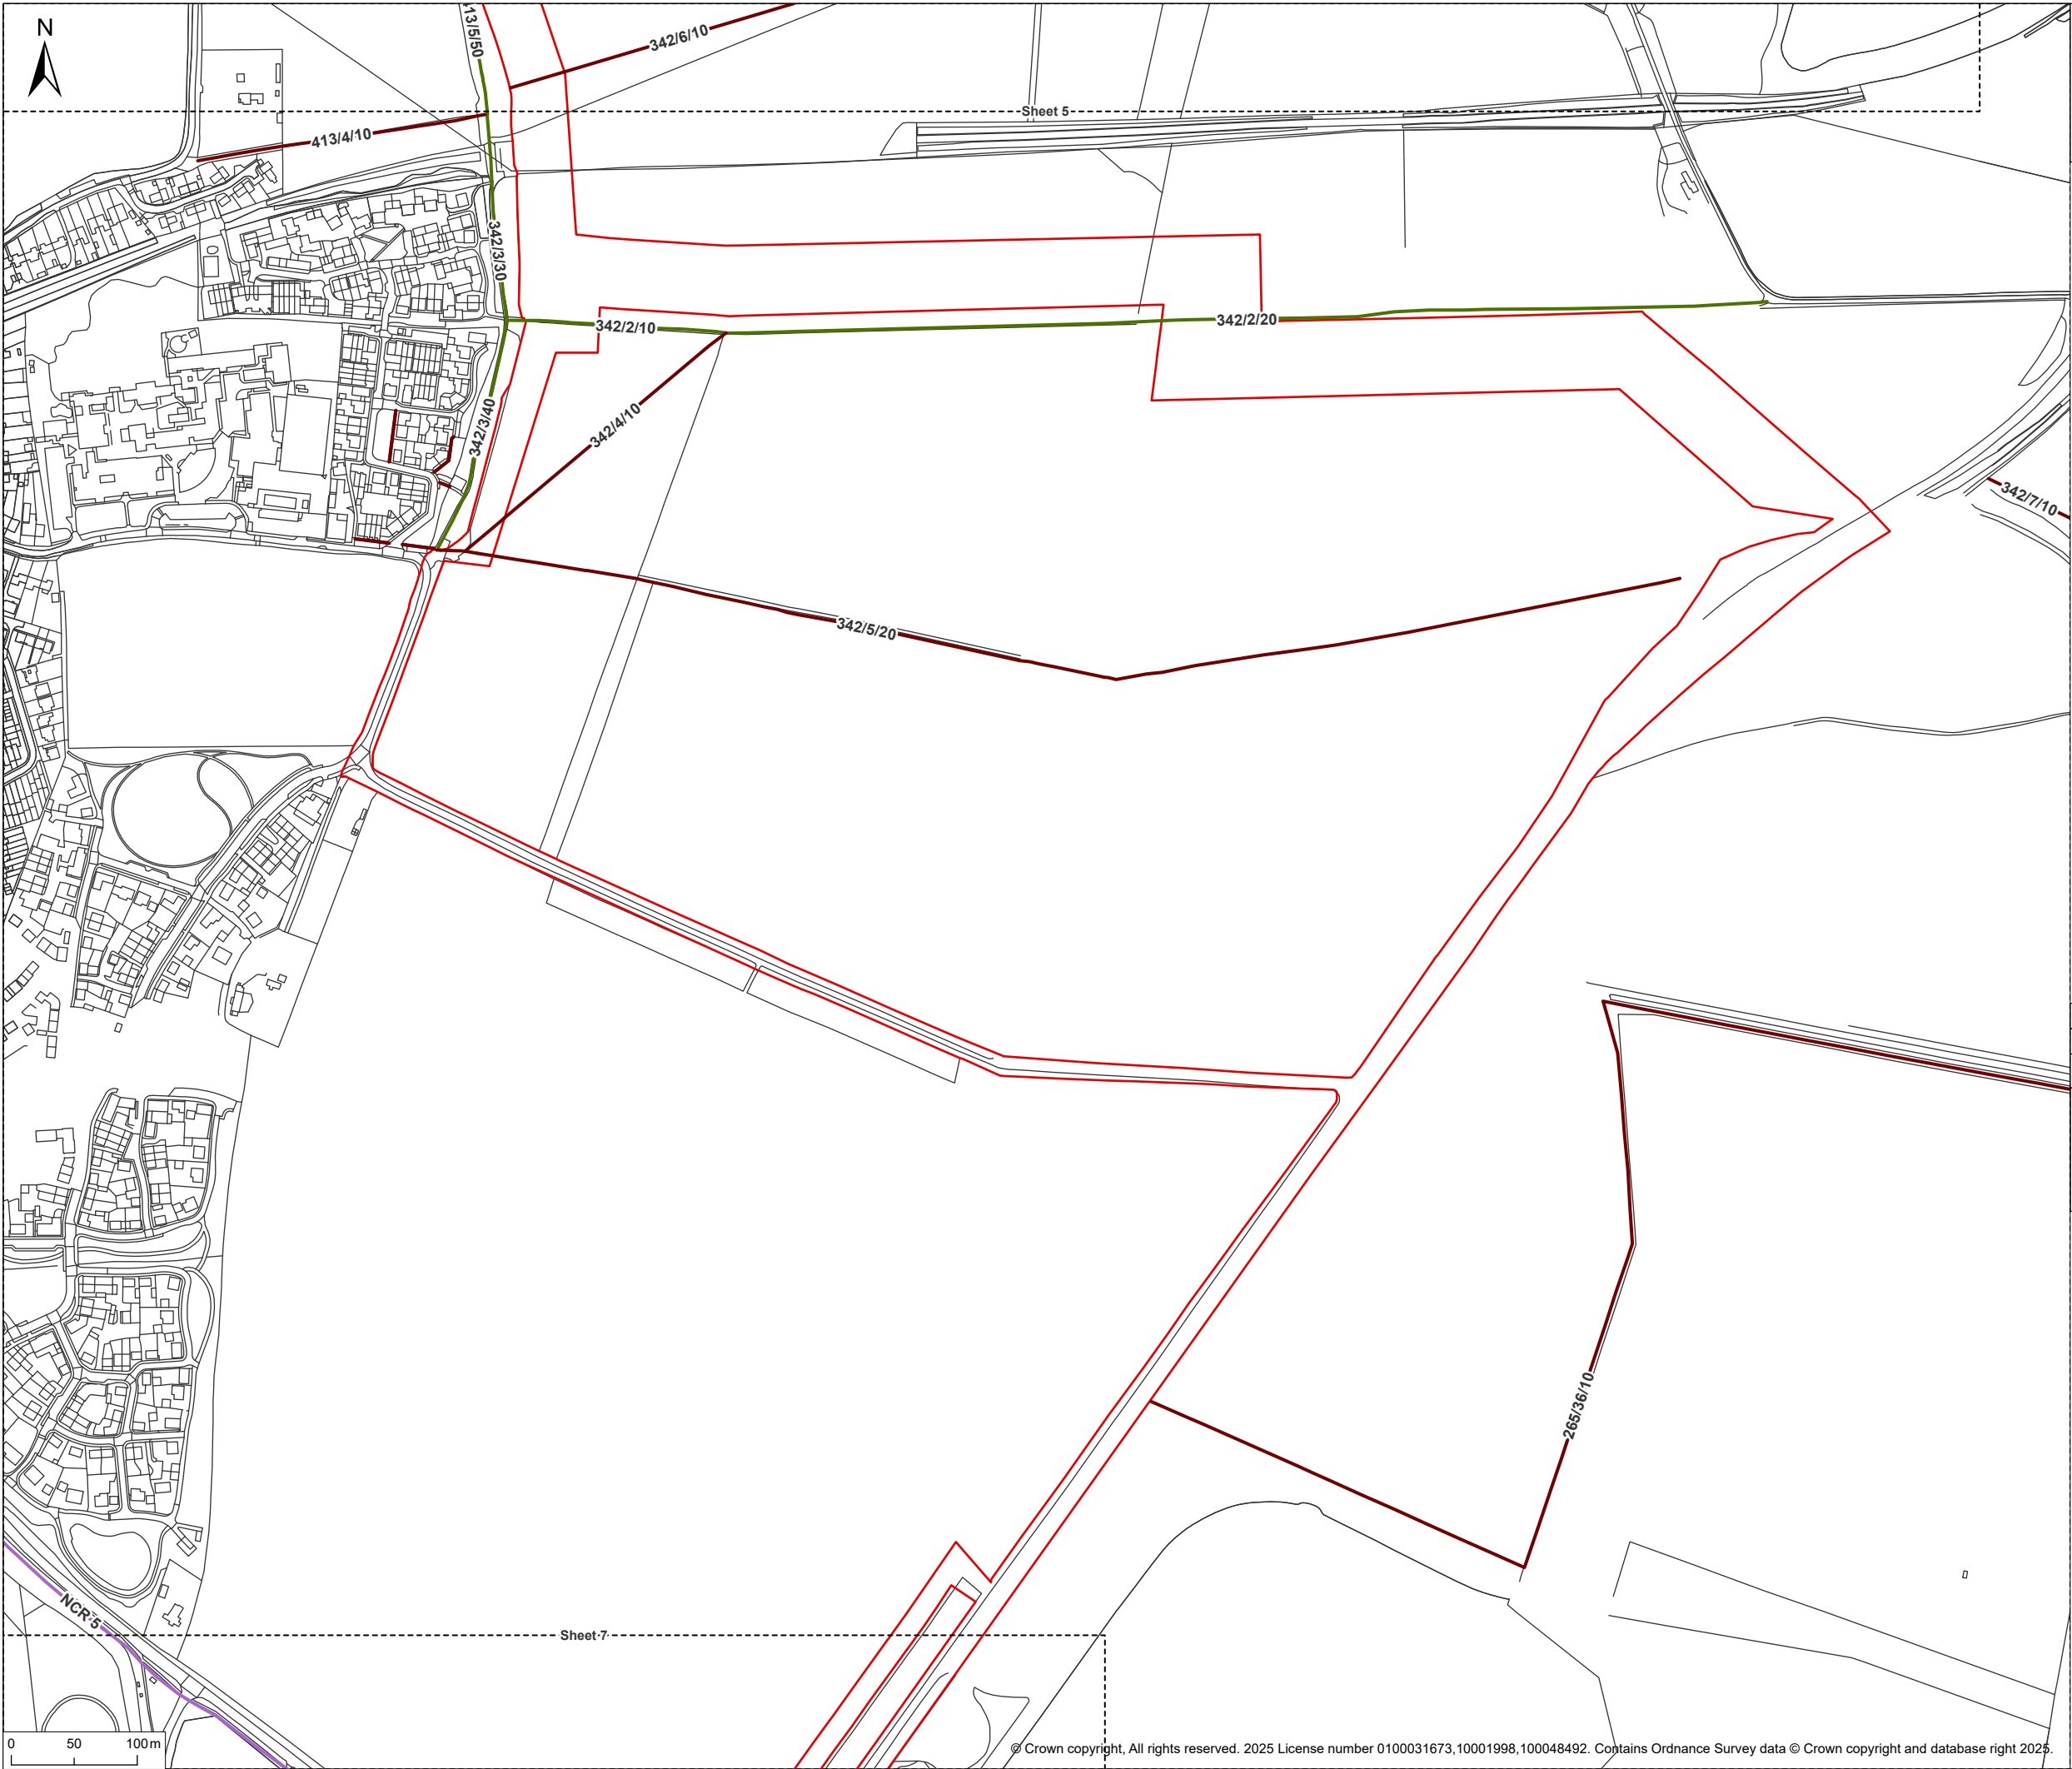 N
413/5/50
342/6/10
Sheet 5
413/4/10
342/3/30
342/2/10
342/2/20
342/3/40
342/4/10
342/7/10
342/5/20
265/36/10
NCR 5
Sheet 7
0 50 100m
© Crown copyright, All rights reserved. 2025 License number 0100031673,10001998,100048492. Contains Ordnance Survey data © Crown copyright and database right 2025.